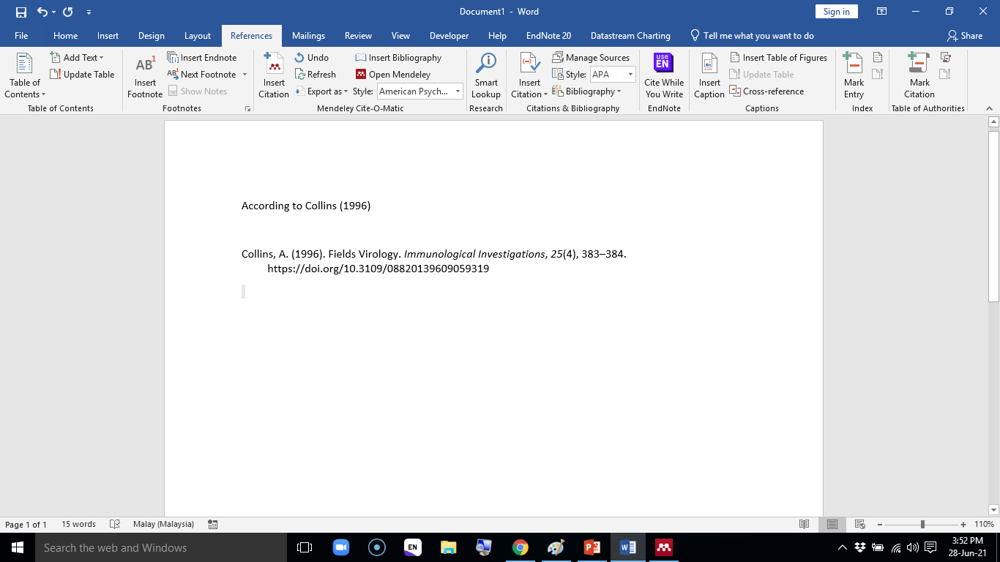 Document1 - Word
Sign in
File Home Insert Design Layout References Mailings Review View Developer Help EndNote 20 Datastream Charting Tell me what you want to do Share
Table of Contents
Add Text
Update Table
Table of Contents
AB1
Insert Footnote
Insert Endnote
AB1 Next Footnote
Show Notes
Footnotes
Insert Citation
Undo
Refresh
Export as
Insert Bibliography
Open Mendeley
Style: American Psych...
Mendeley Cite-O-Matic
Smart Lookup
Research
Insert Citation
Manage Sources
Style: APA
Bibliography
Citations & Bibliography
use EN
Cite While You Write
EndNote
Insert Caption
Insert Table of Figures
Update Table
Cross-reference
Captions
Mark Entry
Index
Mark Citation
Table of Authorities
According to Collins (1996)
Collins, A. (1996). Fields Virology. Immunological Investigations, 25(4), 383–384.
https://doi.org/10.3109/08820139609059319
Page 1 of 1 15 words Malay (Malaysia) 110%
Search the web and Windows
EN
3:52 PM
28-Jun-21